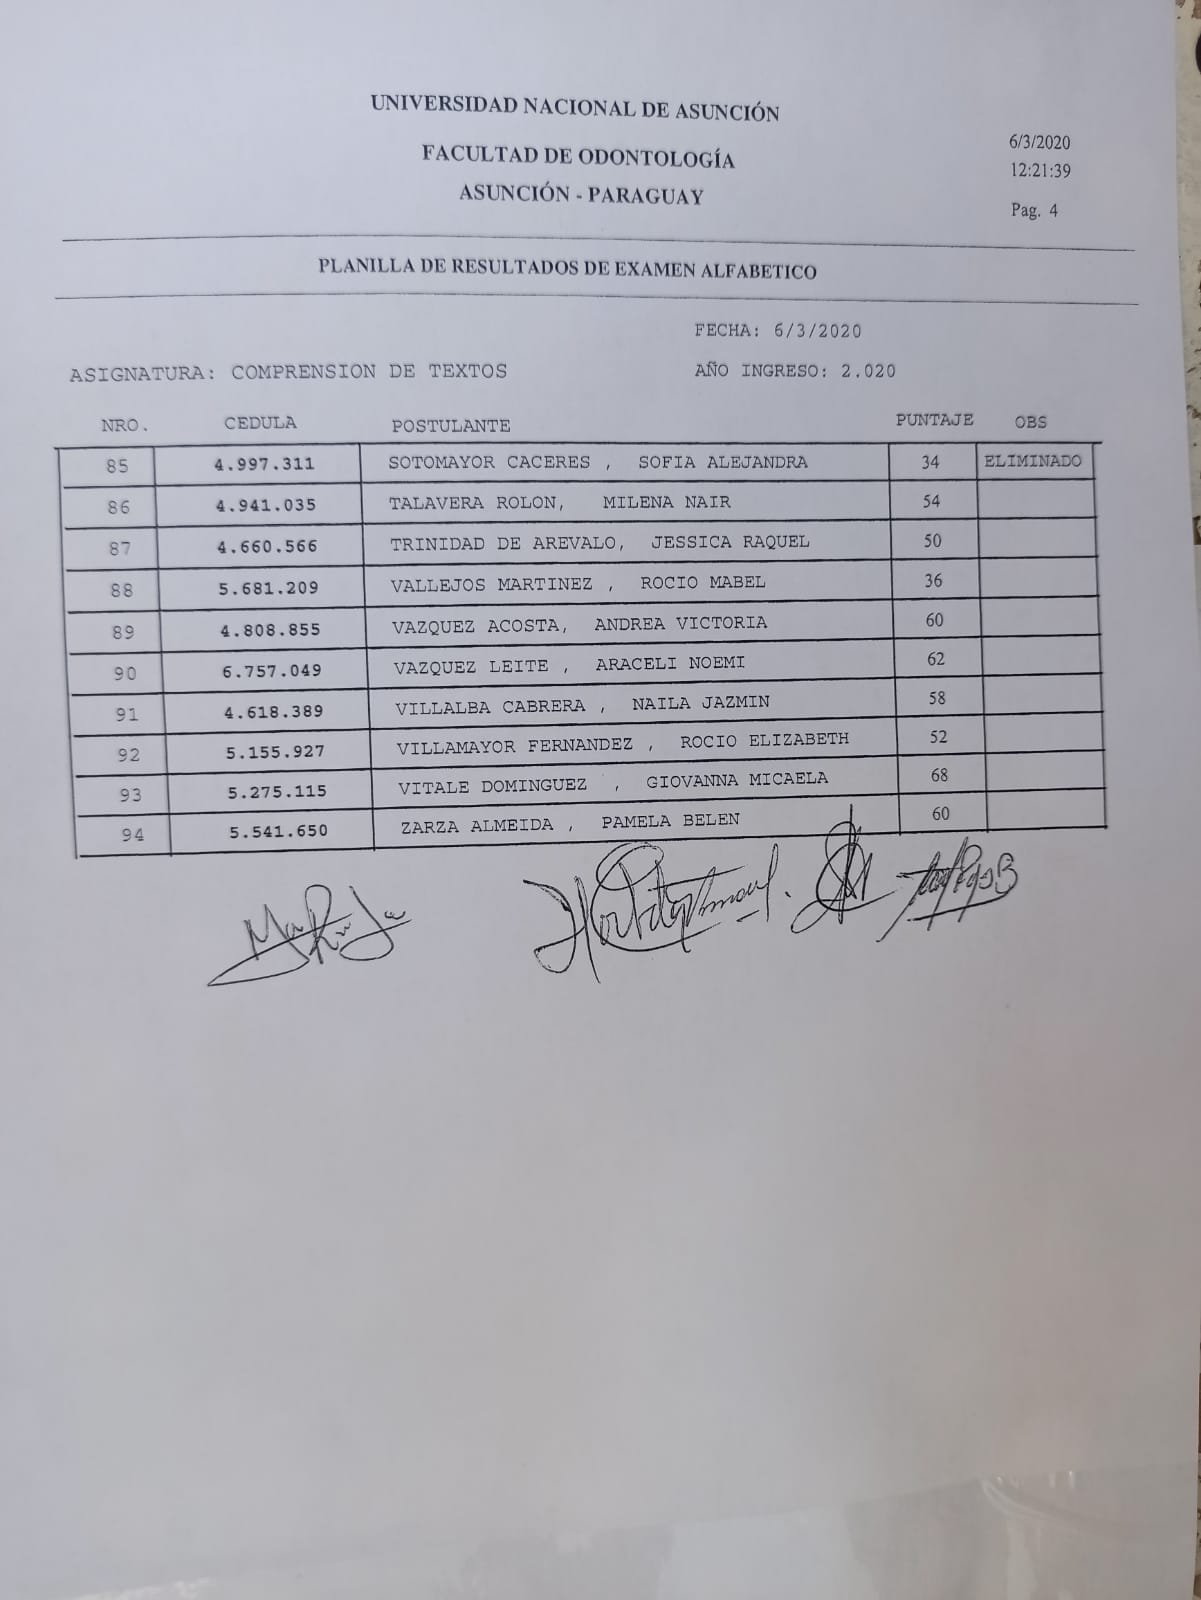 UNIVERSIDAD NACIONAL DE ASUNCIÓN
FACULTAD DE ODONTOLOGÍA
ASUNCIÓN - PARAGUAY
6/3/2020
12:21:39
Pag. 4
PLANILLA DE RESULTADOS DE EXAMEN ALFABETICO
FECHA: 6/3/2020
ASIGNATURA: COMPRENSION DE TEXTOS AÑO INGRESO: 2.020
NRO. CEDULA POSTULANTE PUNTAJE OBS
85 4.997.311 SOTOMAYOR CACERES , SOFIA ALEJANDRA 34 ELIMINADO
86 4.941.035 TALAVERA ROLON, MILENA NAIR 54
87 4.660.566 TRINIDAD DE AREVALO, JESSICA RAQUEL 50
88 5.681.209 VALLEJOS MARTINEZ , ROCIO MABEL 36
89 4.808.855 VAZQUEZ ACOSTA, ANDREA VICTORIA 60
90 6.757.049 VAZQUEZ LEITE , ARACELI NOEMI 62
91 4.618.389 VILLALBA CABRERA , NAILA JAZMIN 58
92 5.155.927 VILLAMAYOR FERNANDEZ , ROCIO ELIZABETH 52
93 5.275.115 VITALE DOMINGUEZ , GIOVANNA MICAELA 68
94 5.541.650 ZARZA ALMEIDA , PAMELA BELEN 60